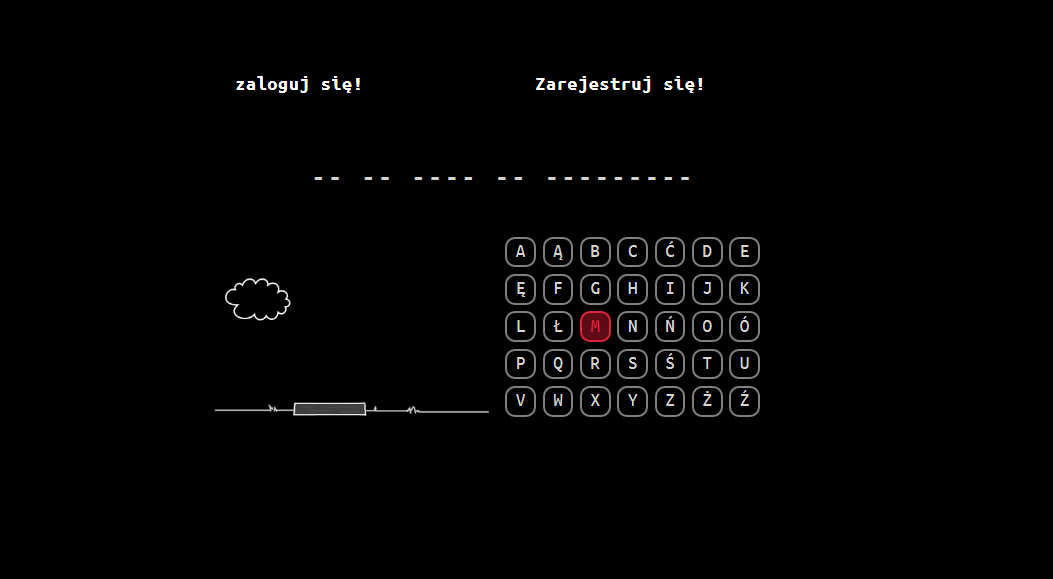 zaloguj się! Zarejestruj się!
-- -- ---- -- ---------
A Ą B C Ć D E
Ę F G H I J K
L Ł M N Ń O Ó
P Q R S Ś T U
V W X Y Z Ż Ź